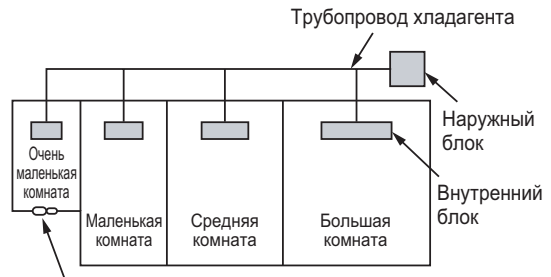 Трубопровод хладагента
Наружный
блок
Внутренний
блок
Очень
маленькая
комната
Маленькая
комната
Средняя
комната
Большая
комната